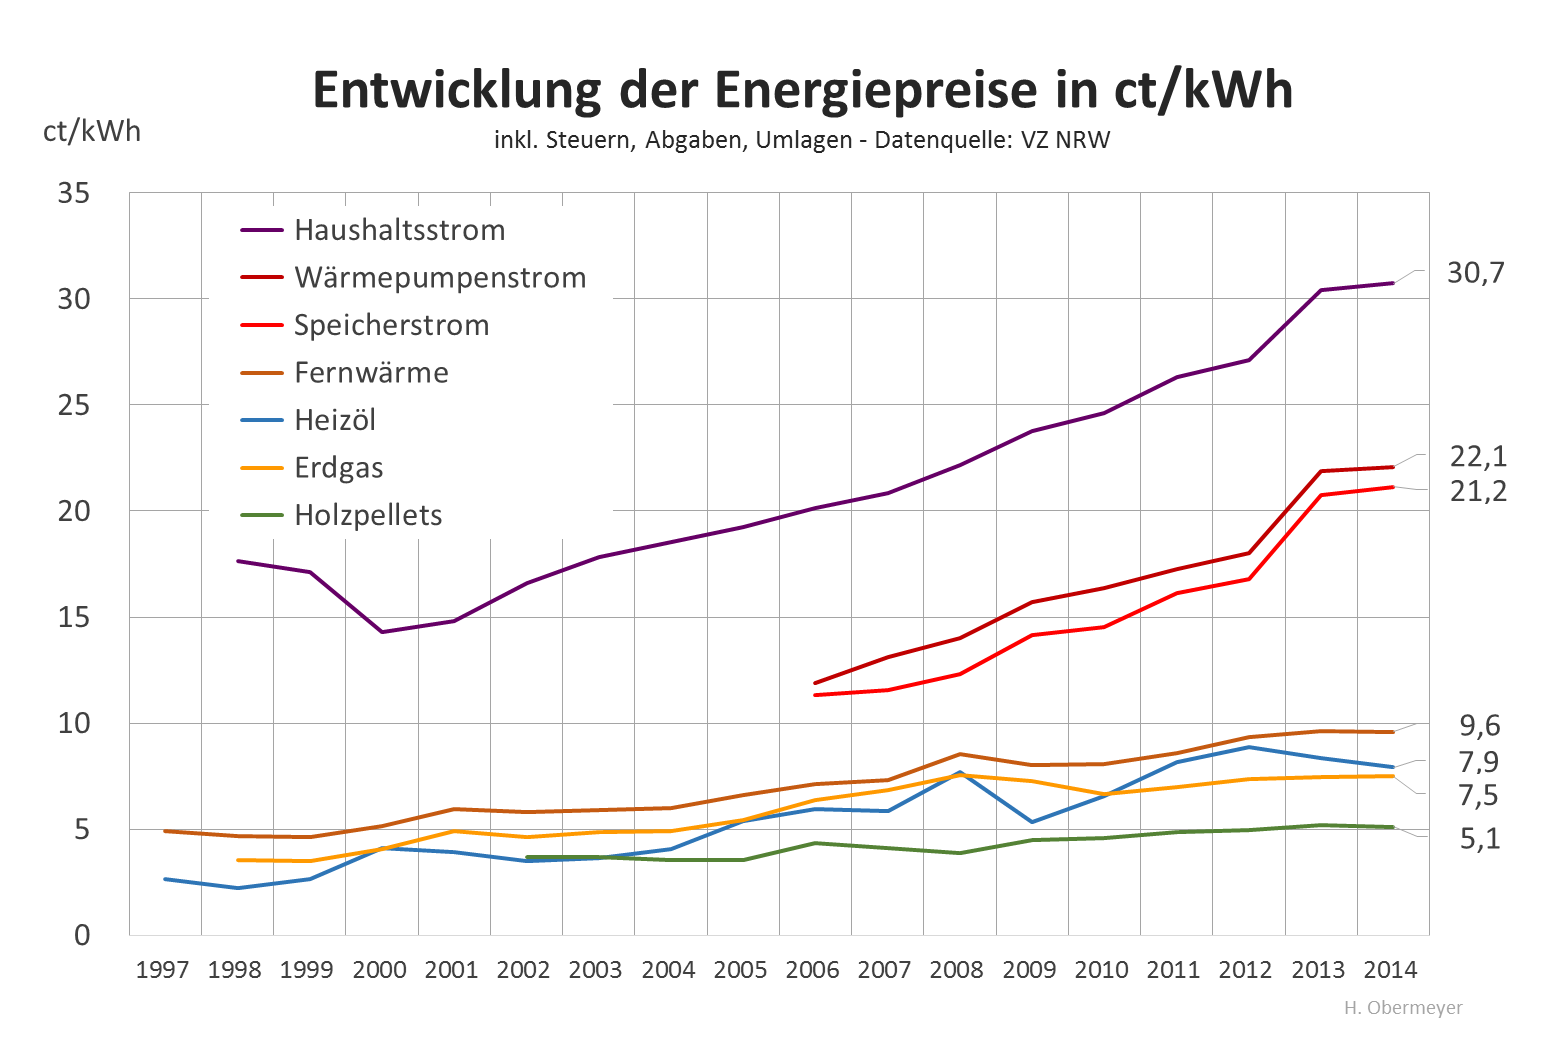 Entwicklung der Energiepreise in ct/kWh
inkl. Steuern, Abgaben, Umlagen - Datenquelle: VZ NRW
ct/kWh
35
30
25
20
15
10
5
0
Haushaltsstrom
Wärmepumpenstrom
Speicherstrom
Fernwärme
Heizöl
Erdgas
Holzpellets
30,7
22,1
21,2
9,6
7,9
7,5
5,1
1997 1998 1999 2000 2001 2002 2003 2004 2005 2006 2007 2008 2009 2010 2011 2012 2013 2014
H. Obermeyer